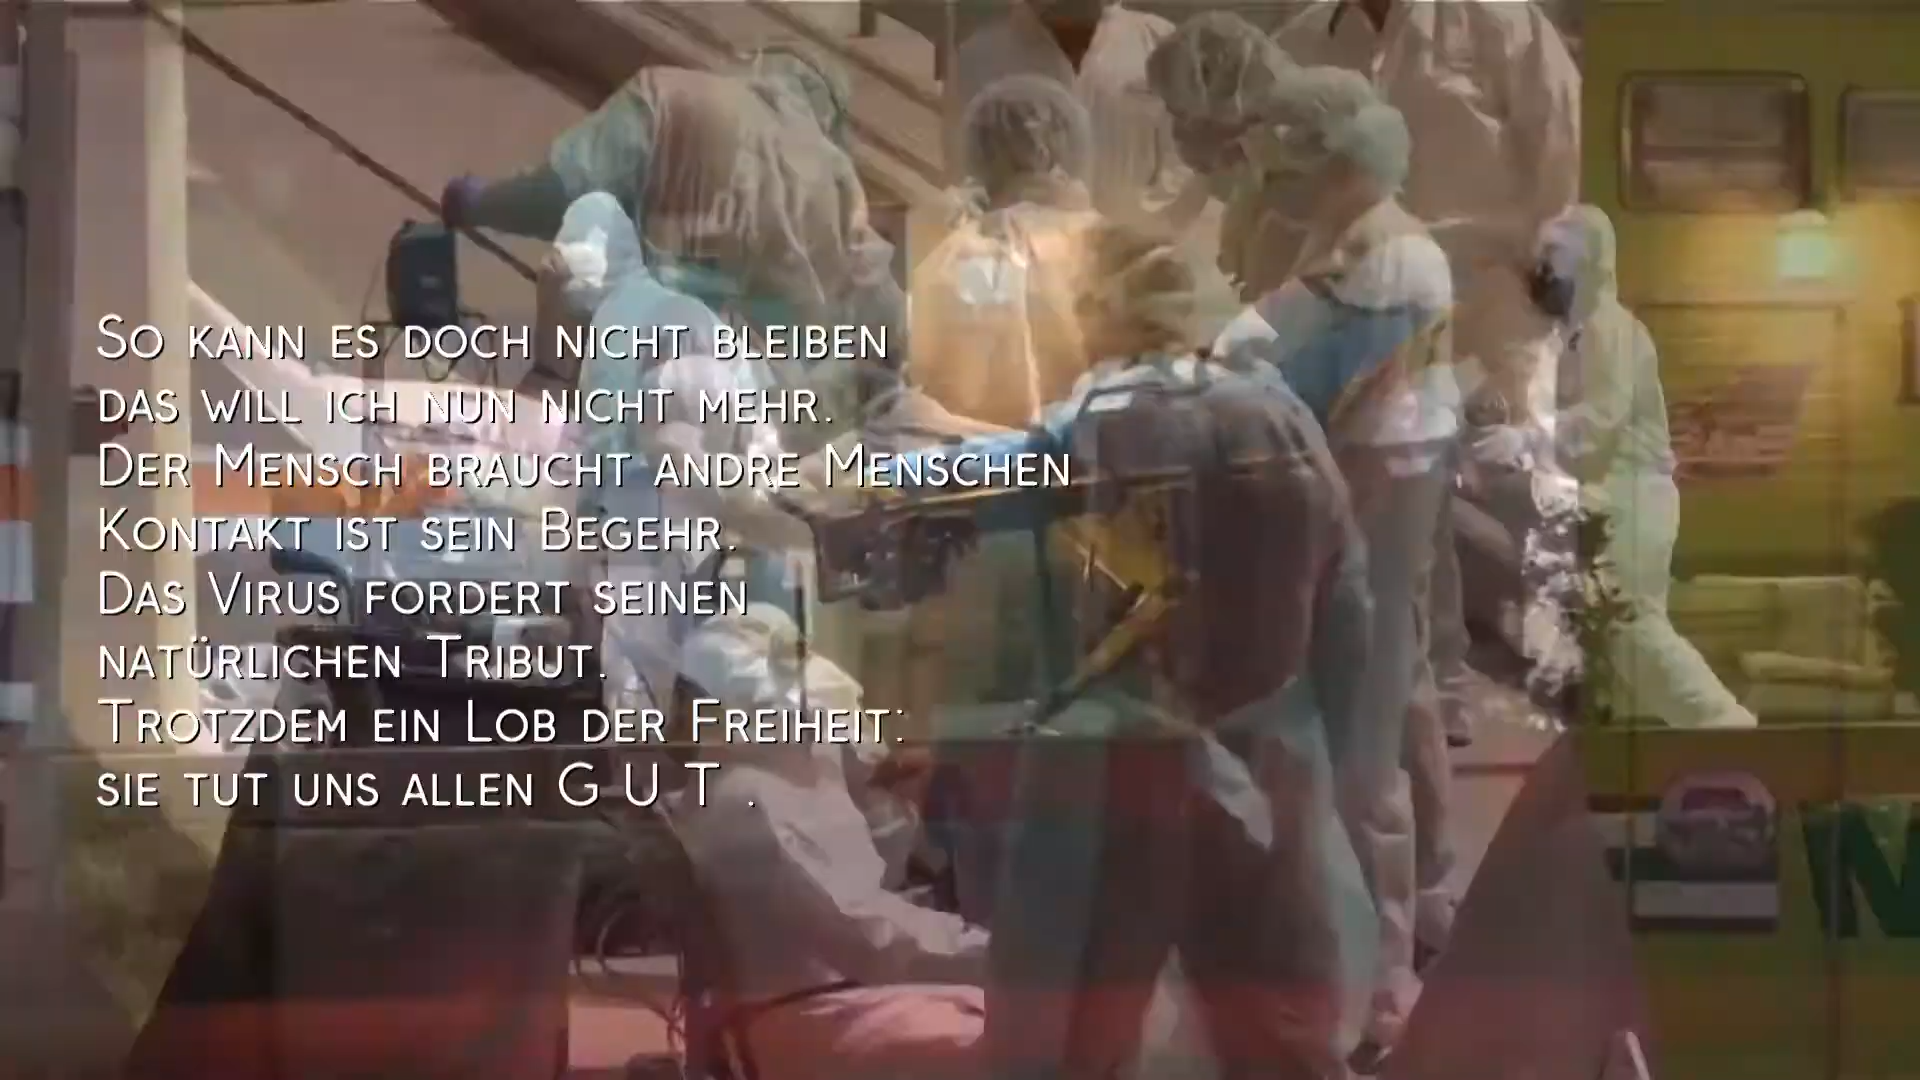 So kann es doch nicht bleiben
das will ich nun nicht mehr.
Der Mensch braucht andre Menschen
Kontakt ist sein Begehr.
Das Virus fordert seinen
natürlichen Tribut.
Trotzdem ein Lob der Freiheit:
sie tut uns allen G U T .